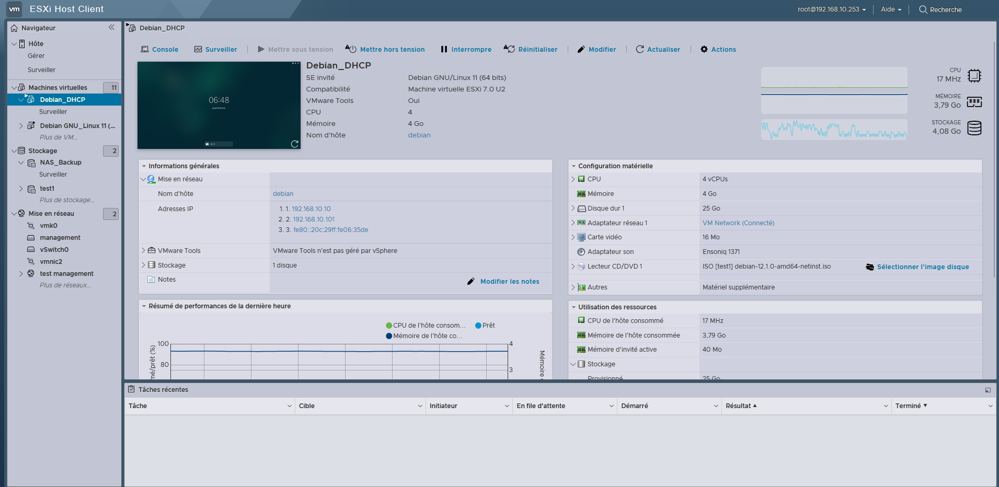 vm ESXi Host Client
root@192.168.10.253 Aide Recherche
Navigateur
Hôte
Gérer
Surveiller
Machines virtuelles 11
Debian_DHCP
Surveiller
Debian GNU_Linux 11 (...
Plus de VM...
Stockage 2
NAS_Backup
Surveiller
test1
Plus de stockage...
Mise en réseau 2
vmk0
management
vSwitch0
vmnic2
test management
Plus de réseaux...
Debian_DHCP
Console Surveiller Mettre sous tension Mettre hors tension Interrompre Réinitialiser Modifier Actualiser Actions
06:48
jeudi 20 février
Debian_DHCP
SE invité Debian GNU/Linux 11 (64 bits)
Compatibilité Machine virtuelle ESXi 7.0 U2
VMware Tools Oui
CPU 4
Mémoire 4 Go
Nom d'hôte debian
CPU
17 MHz
MÉMOIRE
3,79 Go
STOCKAGE
4,08 Go
Informations générales
Mise en réseau
Nom d'hôte debian
Adresses IP 1. 1. 192.168.10.10
2. 2. 192.168.10.101
3. 3. fe80::20c:29ff:fe06:35de
VMware Tools VMware Tools n'est pas géré par vSphere
Stockage 1 disque
Notes Modifier les notes
Résumé de performances de la dernière heure
CPU de l'hôte consom... Prêt
Mémoire de l'hôte co...
100 4
80 3
mé/prêt (%)
Mémoire
Configuration matérielle
CPU 4 vCPUs
Mémoire 4 Go
Disque dur 1 25 Go
Adaptateur réseau 1 VM Network (Connecté)
Carte vidéo 16 Mo
Adaptateur son Ensoniq 1371
Lecteur CD/DVD 1 ISO [test1] debian-12.1.0-amd64-netinst.iso Sélectionner l'image disque
Autres Matériel supplémentaire
Utilisation des ressources
CPU de l'hôte consommé 17 MHz
Mémoire de l'hôte consommée 3,79 Go
Mémoire d'invité active 40 Mo
Stockage
Provisionné 25 Go
Tâches récentes
Tâche Cible Initiateur En file d'attente Démarré Résultat Terminé